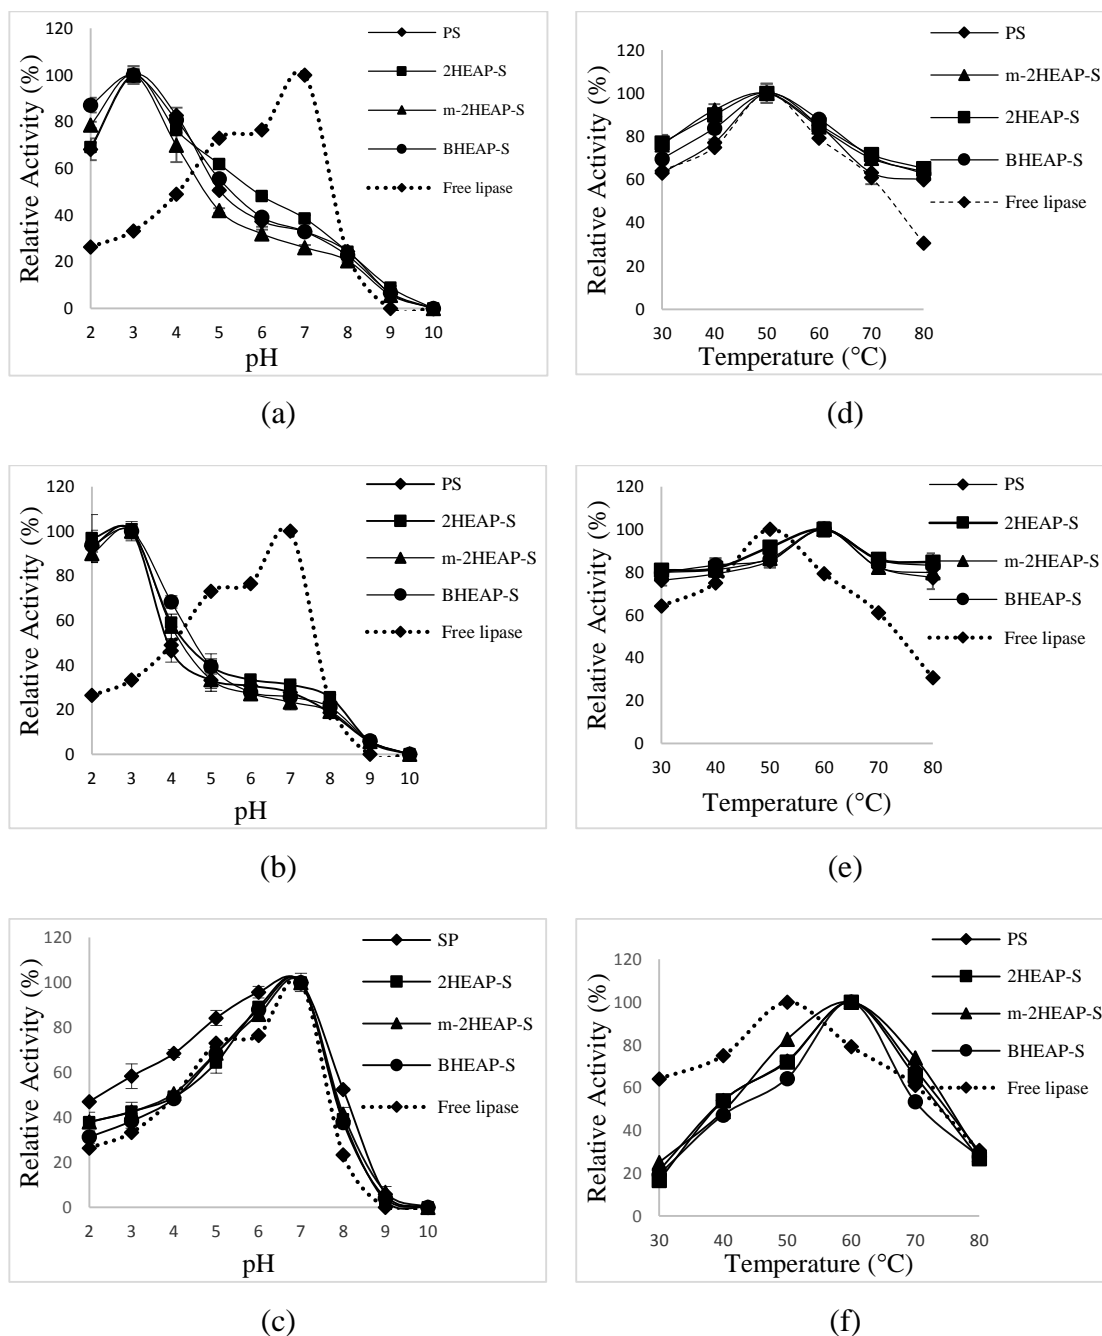 120
100
80
60
40
20
0
Relative Activity (%)
2 3 4 5 6 7 8 9 10
pH
PS
2HEAP-S
m-2HEAP-S
BHEAP-S
Free lipase
(a)
120
100
80
60
40
20
0
Relative Activity (%)
30 40 50 60 70 80
Temperature (°C)
PS
m-2HEAP-S
2HEAP-S
BHEAP-S
Free lipase
(d)
120
100
80
60
40
20
0
Relative Activity (%)
2 3 4 5 6 7 8 9 10
pH
PS
2HEAP-S
m-2HEAP-S
BHEAP-S
Free lipase
(b)
120
100
80
60
40
20
0
Relative Activity (%)
30 40 50 60 70 80
Temperature (°C)
PS
2HEAP-S
m-2HEAP-S
BHEAP-S
Free lipase
(e)
120
100
80
60
40
20
0
Relative Activity (%)
2 3 4 5 6 7 8 9 10
pH
SP
2HEAP-S
m-2HEAP-S
BHEAP-S
Free lipase
(c)
120
100
80
60
40
20
0
Relative Activity (%)
30 40 50 60 70 80
Temperature (°C)
PS
2HEAP-S
m-2HEAP-S
BHEAP-S
Free lipase
(f)